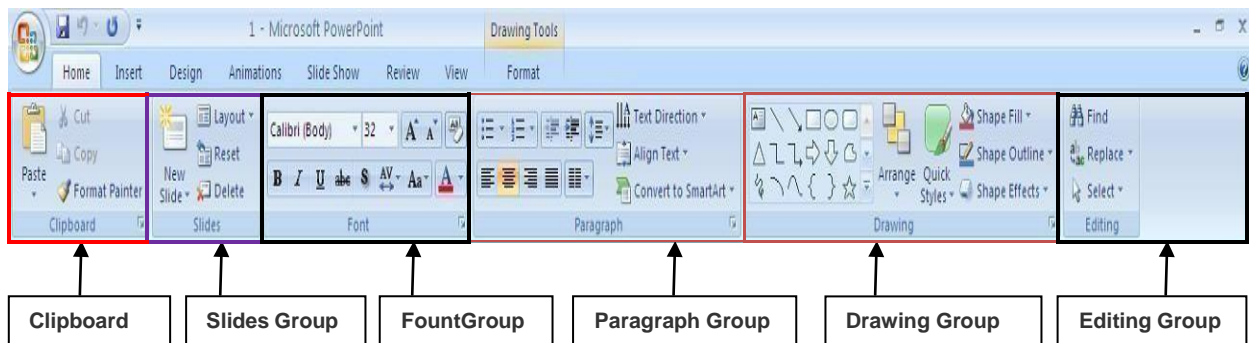 1 - Microsoft PowerPoint
Drawing Tools
Home Insert Design Animations Slide Show Review View Format
Cut
Copy
Format Painter
Paste
Clipboard
Layout
Reset
Delete
New
Slide
Slides
Calibri (Body) 32 A A
B I U abc S AV Aa A
Font
Text Direction
Align Text
Convert to SmartArt
Paragraph
Arrange
Quick
Styles
Shape Fill
Shape Outline
Shape Effects
Drawing
Find
Replace
Select
Editing
Clipboard
Slides Group
FountGroup
Paragraph Group
Drawing Group
Editing Group